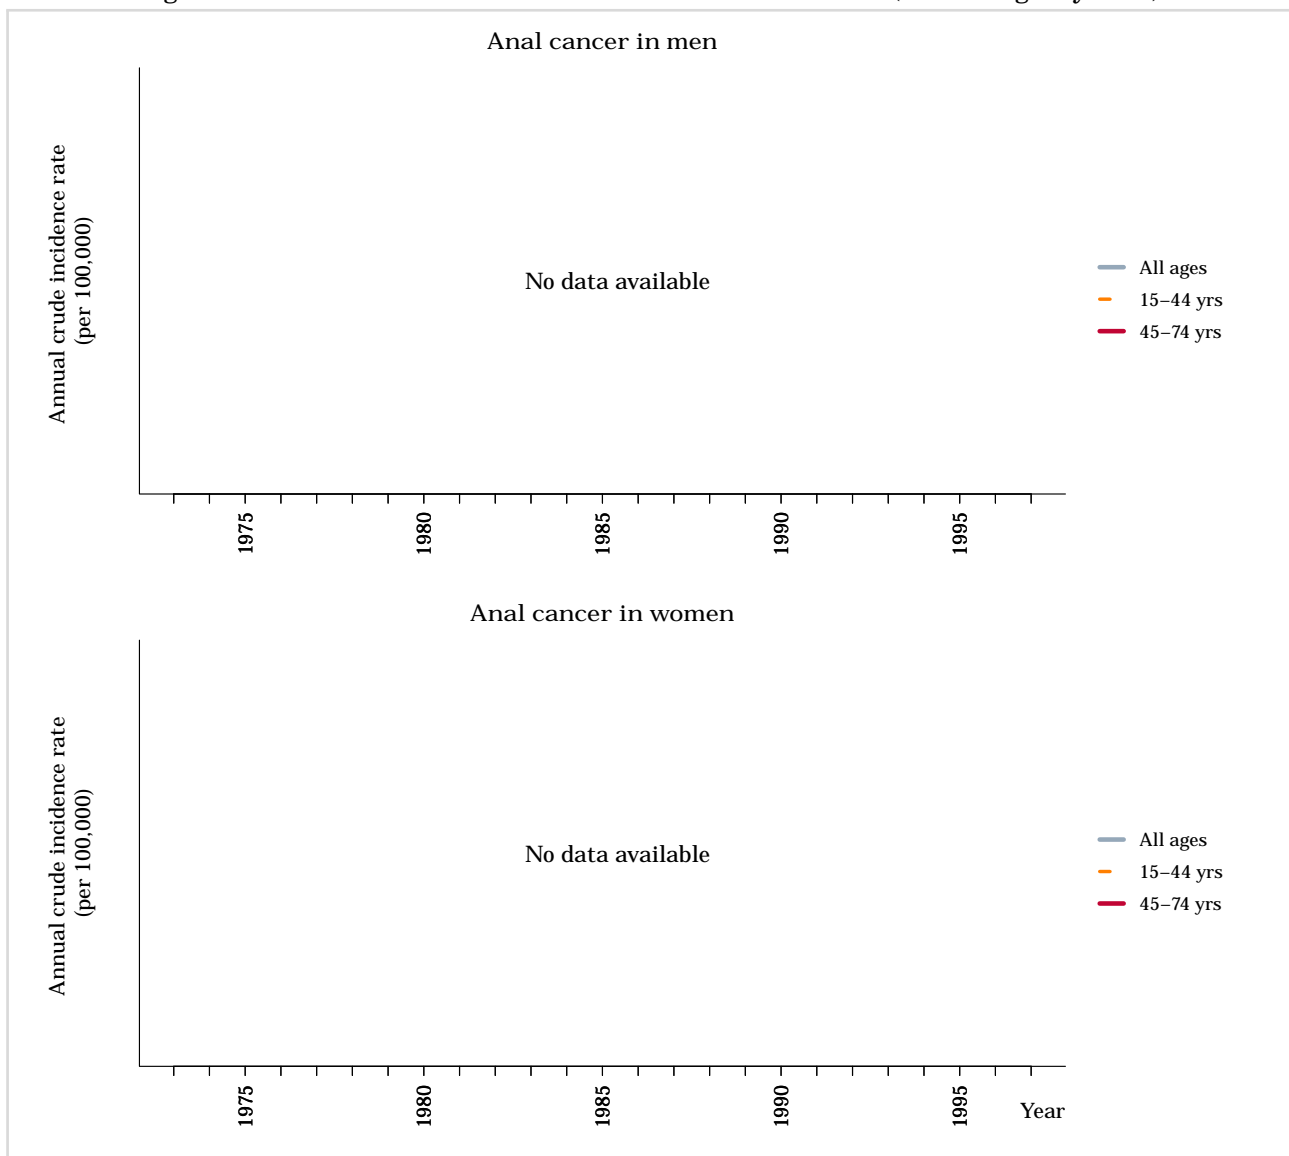 Anal cancer in men
Annual crude incidence rate
(per 100,000)
No data available
All ages
15–44 yrs
45–74 yrs
1975
1980
1985
1990
1995
Anal cancer in women
Annual crude incidence rate
(per 100,000)
No data available
All ages
15–44 yrs
45–74 yrs
1975
1980
1985
1990
1995
Year